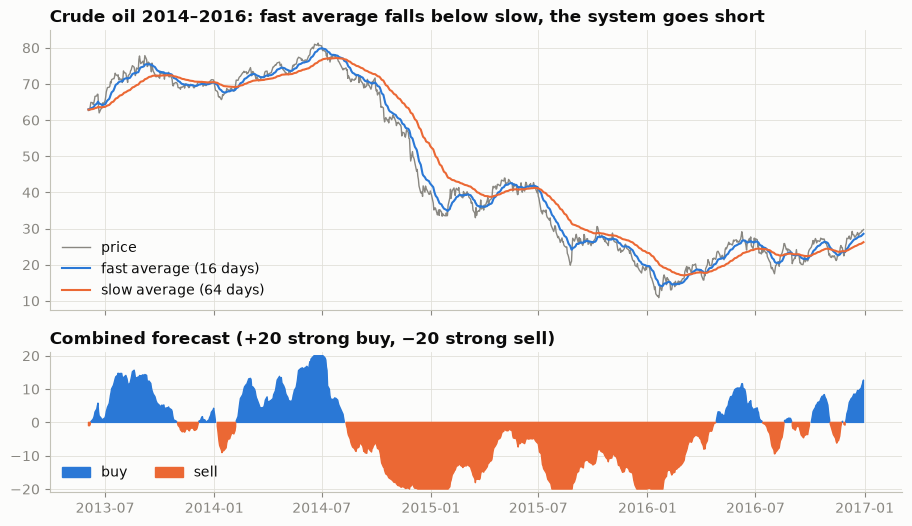 Crude oil 2014–2016: fast average falls below slow, the system goes short
80
70
60
50
40
30
20
10
price
fast average (16 days)
slow average (64 days)
Combined forecast (+20 strong buy, −20 strong sell)
20
10
0
−10
−20
buy sell
2013-07 2014-01 2014-07 2015-01 2015-07 2016-01 2016-07 2017-01